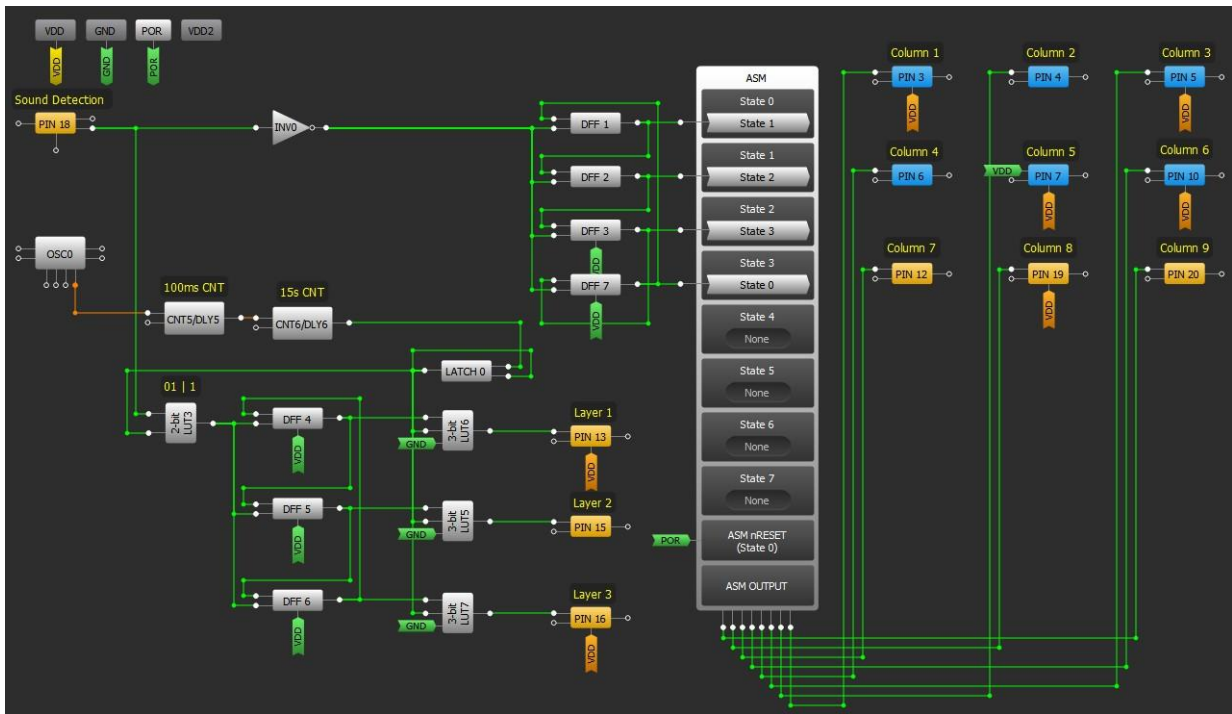 VDD
GND
POR
VDD2
VDD
GND
POR
Sound Detection
PIN 18
INV0
DFF 1
DFF 2
DFF 3
VDD
DFF 7
VDD
OSC0
100ms CNT
CNT5/DLY5
15s CNT
CNT6/DLY6
LATCH 0
01 | 1
2-bit
LUT3
DFF 4
VDD
DFF 5
VDD
DFF 6
VDD
3-bit
LUT6
GND
3-bit
LUT5
GND
3-bit
LUT7
GND
Layer 1
PIN 13
VDD
Layer 2
PIN 15
Layer 3
PIN 16
VDD
ASM
State 0
State 1
State 1
State 2
State 2
State 3
State 3
State 0
State 4
None
State 5
None
State 6
None
State 7
None
POR
ASM nRESET
(State 0)
ASM OUTPUT
Column 1
PIN 3
VDD
Column 2
PIN 4
Column 3
PIN 5
VDD
Column 4
PIN 6
Column 5
VDD
PIN 7
VDD
Column 6
PIN 10
VDD
Column 7
PIN 12
Column 8
PIN 19
VDD
Column 9
PIN 20